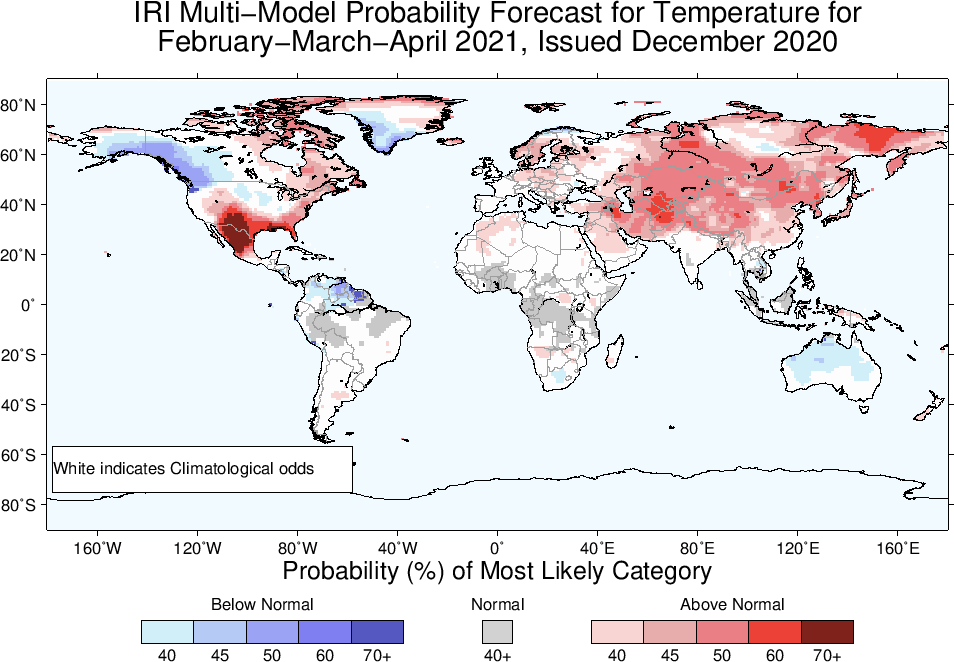 IRI Multi−Model Probability Forecast for Temperature for
February−March−April 2021, Issued December 2020
80˚N
60˚N
40˚N
20˚N
0˚
20˚S
40˚S
60˚S
80˚S
White indicates Climatological odds
160˚W 120˚W 80˚W 40˚W 0˚ 40˚E 80˚E 120˚E 160˚E
Probability (%) of Most Likely Category
Below Normal Normal Above Normal
40 45 50 60 70+ 40+ 40 45 50 60 70+